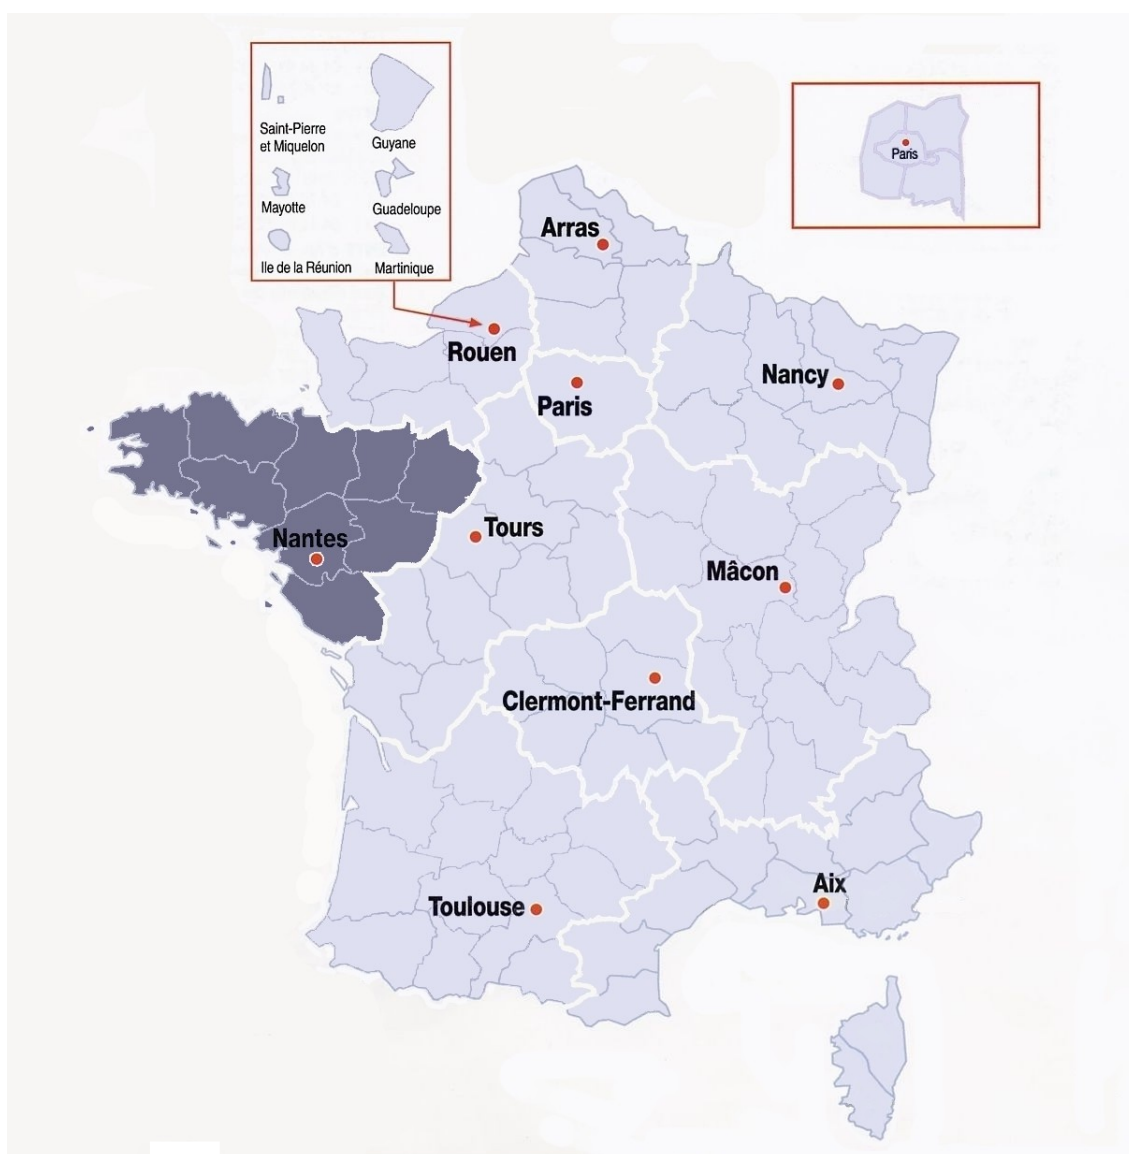 Saint-Pierre
et Miquelon
Guyane
Mayotte
Guadeloupe
Ile de la Réunion
Martinique
Paris
Arras
Rouen
Nancy
Paris
Tours
Nantes
Mâcon
Clermont-Ferrand
Aix
Toulouse